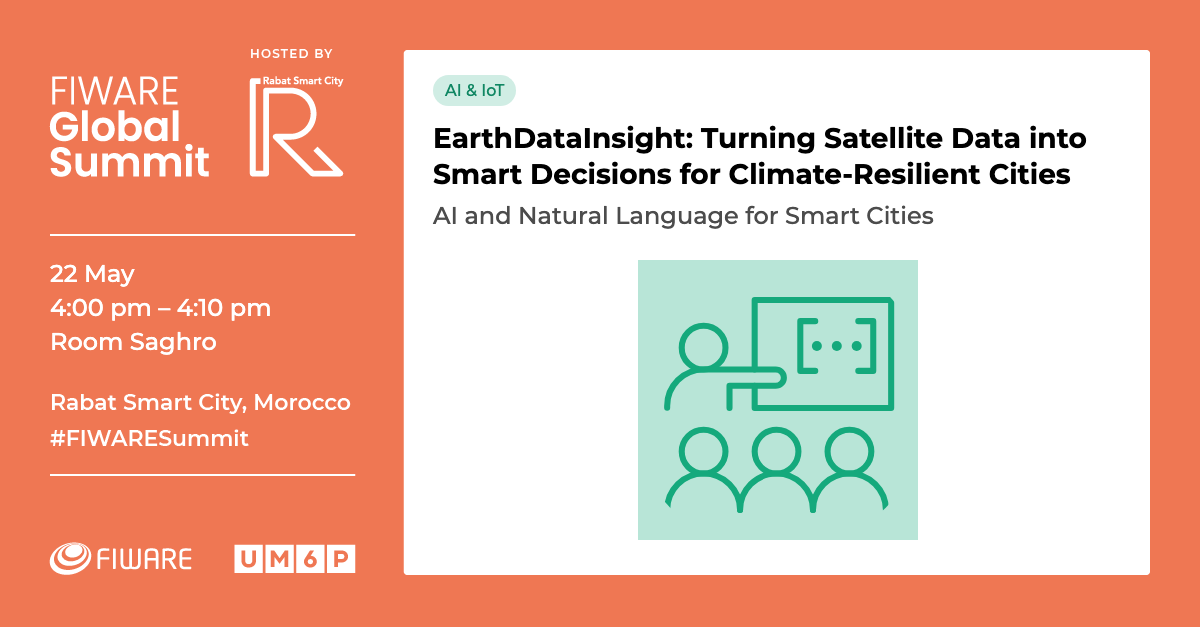 HOSTED BY
FIWARE
Global
Summit
Rabat Smart City
R
22 May
4:00 pm – 4:10 pm
Room Saghro
Rabat Smart City, Morocco
#FIWARESummit
FIWARE
UM6P
AI & IoT
EarthDataInsight: Turning Satellite Data into
Smart Decisions for Climate-Resilient Cities
AI and Natural Language for Smart Cities
[...]